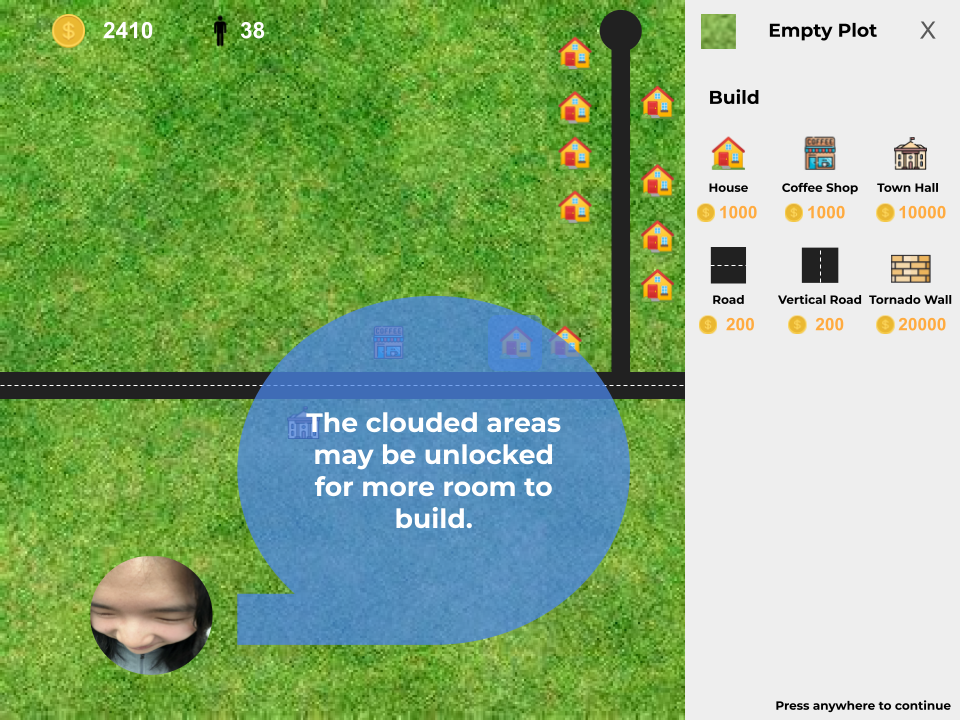 2410 38
Empty Plot X
Build
House Coffee Shop Town Hall
1000 1000 10000
Road Vertical Road Tornado Wall
200 200 20000
COFFEE
The clouded areas
may be unlocked
for more room to
build.
Press anywhere to continue